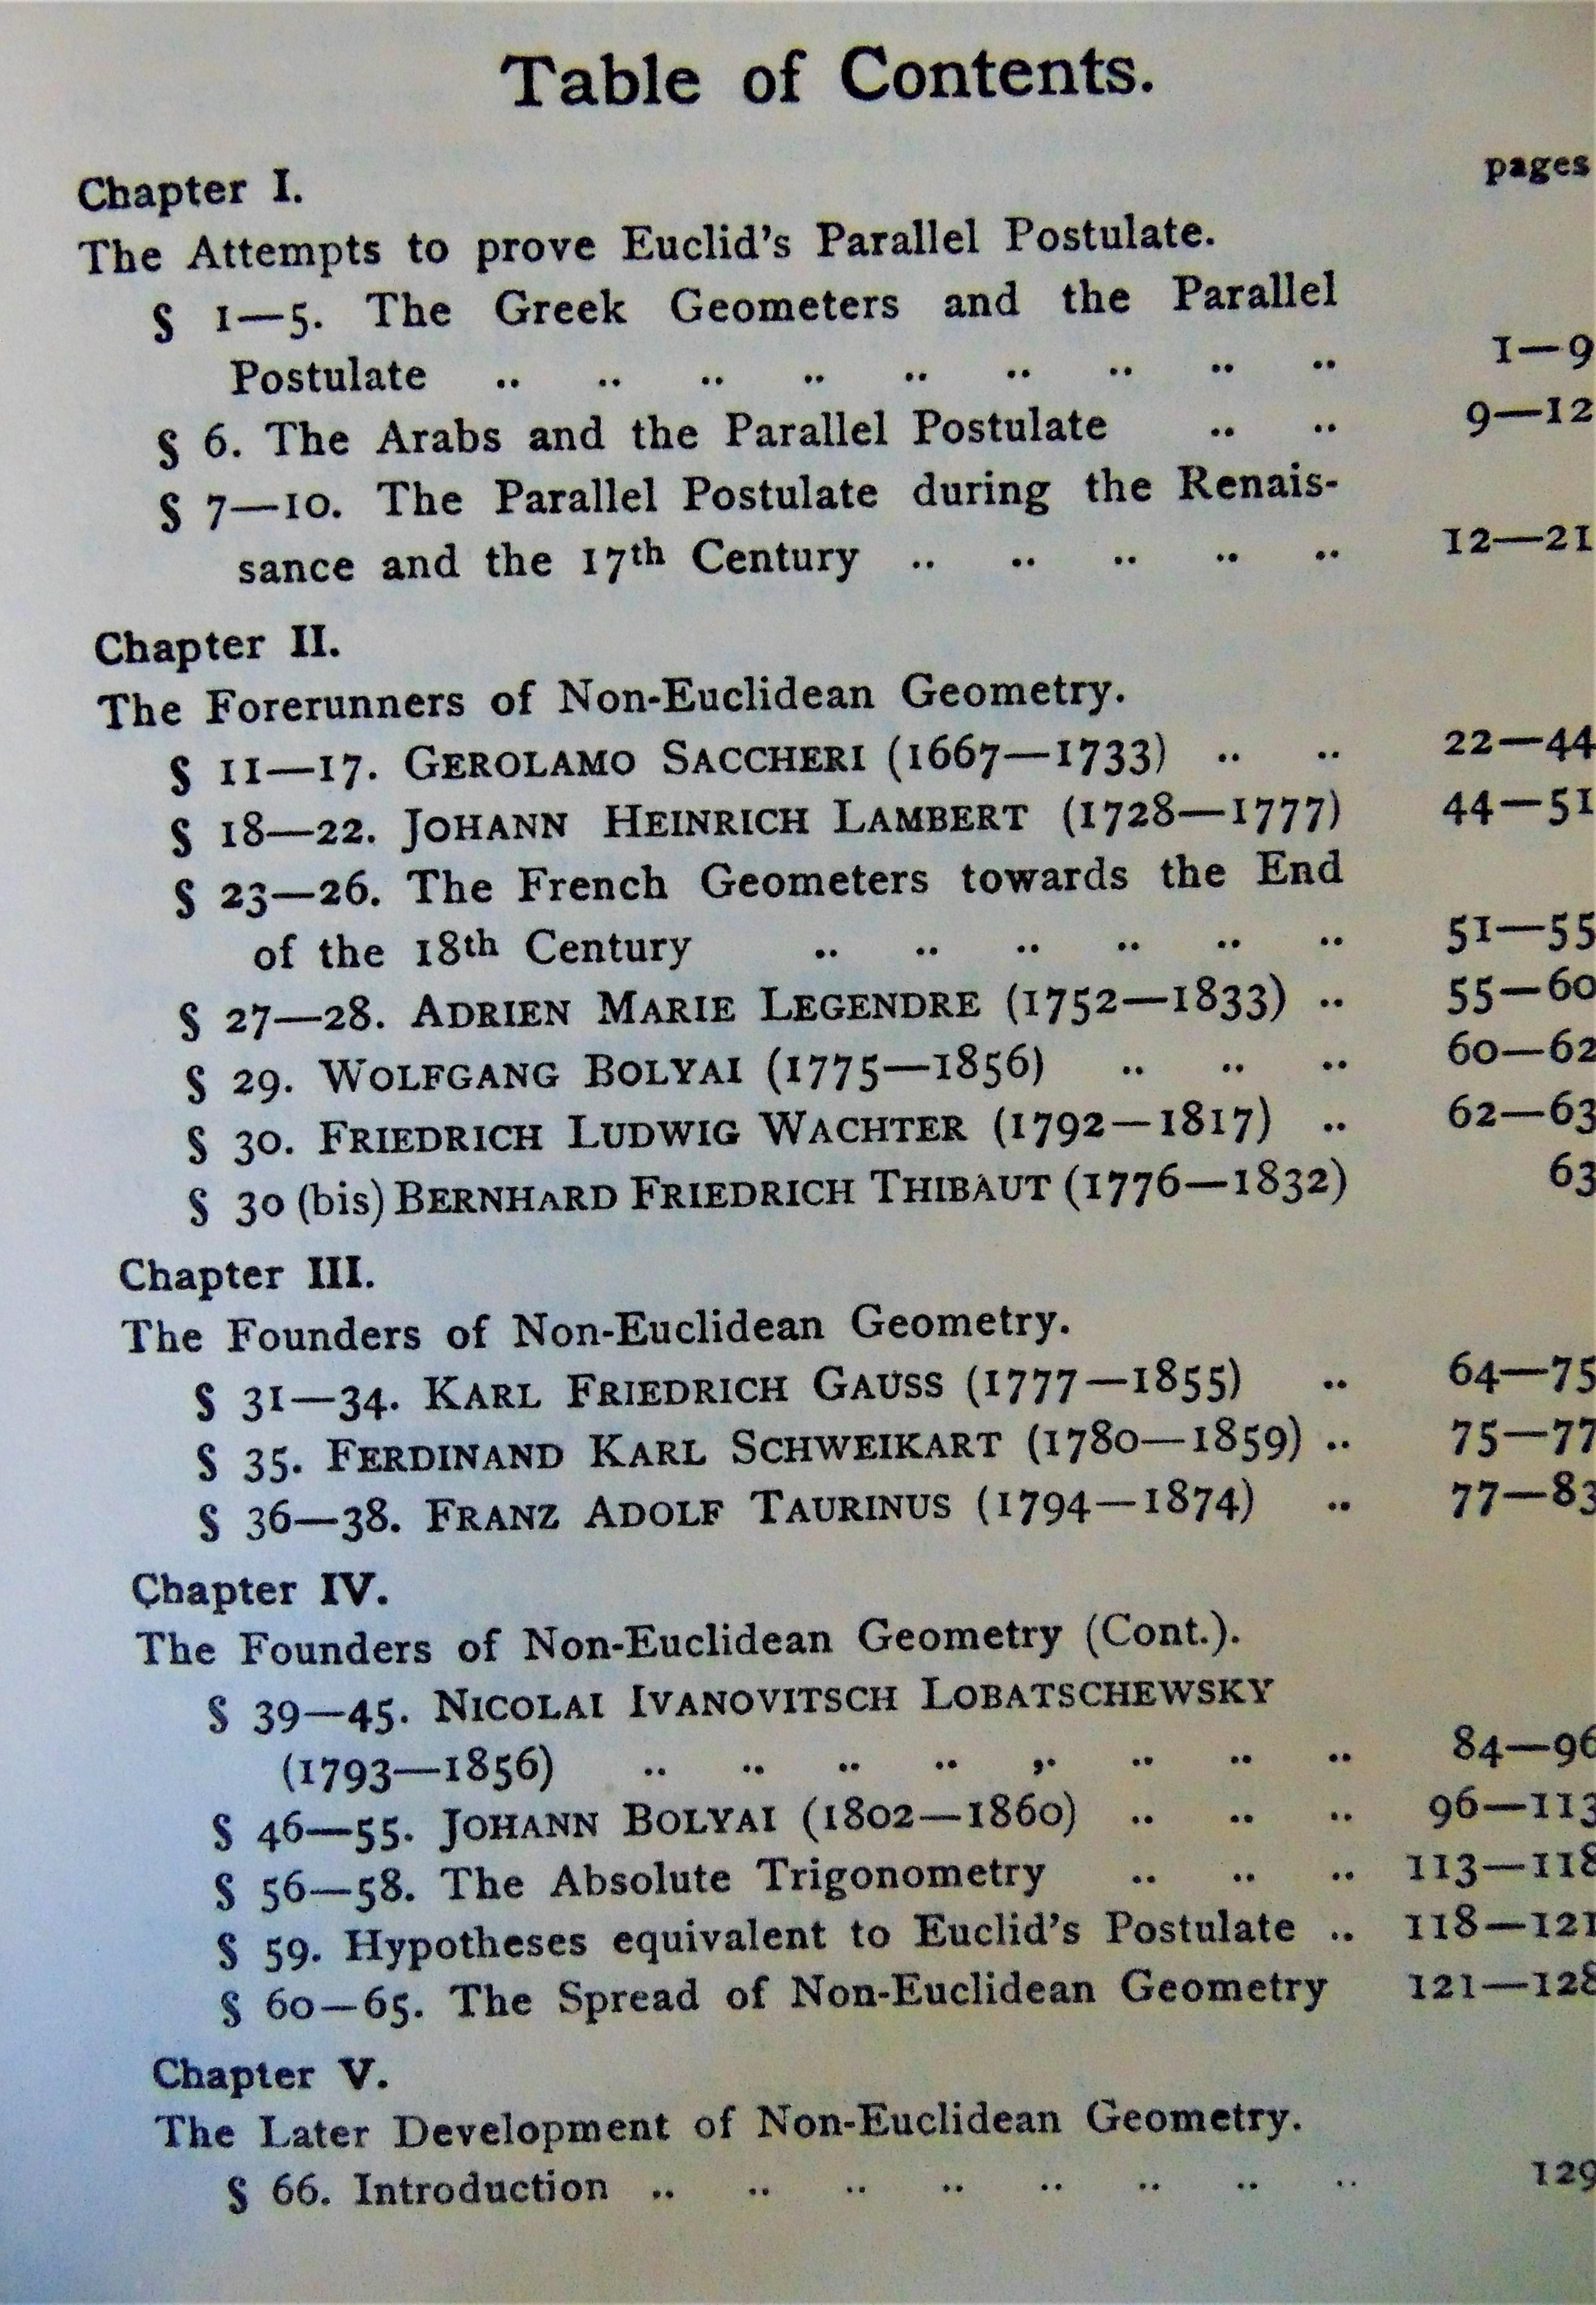 Table of Contents.
pages
Chapter I.
The Attempts to prove Euclid's Parallel Postulate.
§ 1—5. The Greek Geometers and the Parallel
Postulate .. .. .. .. .. .. .. .. .. 1—9
§ 6. The Arabs and the Parallel Postulate .. .. 9—12
§ 7—10. The Parallel Postulate during the Renais-
sance and the 17th Century .. .. .. .. .. 12—21
Chapter II.
The Forerunners of Non-Euclidean Geometry.
§ 11—17. GEROLAMO SACCHERI (1667—1733) .. .. 22—44
§ 18—22. JOHANN HEINRICH LAMBERT (1728—1777) 44—51
§ 23—26. The French Geometers towards the End
of the 18th Century .. .. .. .. .. .. 51—55
§ 27—28. ADRIEN MARIE LEGENDRE (1752—1833) .. 55—60
§ 29. WOLFGANG BOLYAI (1775—1856) .. .. .. 60—62
§ 30. FRIEDRICH LUDWIG WACHTER (1792—1817) .. 62—63
§ 30 (bis) BERNHARD FRIEDRICH THIBAUT (1776—1832) 63
Chapter III.
The Founders of Non-Euclidean Geometry.
§ 31—34. KARL FRIEDRICH GAUSS (1777—1855) .. 64—75
§ 35. FERDINAND KARL SCHWEIKART (1780—1859) .. 75—77
§ 36—38. FRANZ ADOLF TAURINUS (1794—1874) .. 77—83
Chapter IV.
The Founders of Non-Euclidean Geometry (Cont.).
§ 39—45. NICOLAI IVANOVITSCH LOBATSCHEWSKY
(1793—1856) .. .. .. .. ,. .. .. .. 84—96
§ 46—55. JOHANN BOLYAI (1802—1860) .. .. .. 96—113
§ 56—58. The Absolute Trigonometry .. .. .. 113—118
§ 59. Hypotheses equivalent to Euclid's Postulate .. 118—121
§ 60—65. The Spread of Non-Euclidean Geometry 121—128
Chapter V.
The Later Development of Non-Euclidean Geometry.
§ 66. Introduction .. .. .. .. .. .. .. .. 129